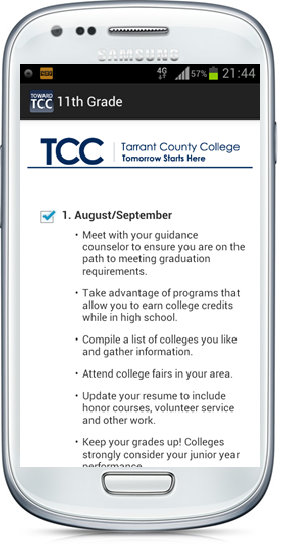 SAMSUNG
4G 57% 21:44
TOWARD
TCC
11th Grade
TCC
Tarrant County College
Tomorrow Starts Here
1. August/September
• Meet with your guidance
counselor to ensure you are on the
path to meeting graduation
requirements.
• Take advantage of programs that
allow you to earn college credits
while in high school.
• Compile a list of colleges you like
and gather information.
• Attend college fairs in your area.
• Update your resume to include
honor courses, volunteer service
and other work.
• Keep your grades up! Colleges
strongly consider your junior year
performance